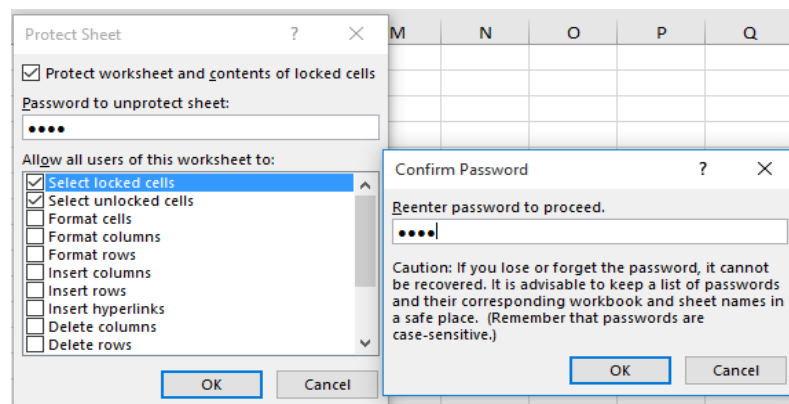 Protect Sheet ? ×
Protect worksheet and contents of locked cells
Password to unprotect sheet:
••••
Allow all users of this worksheet to:
Select locked cells
Select unlocked cells
Format cells
Format columns
Format rows
Insert columns
Insert rows
Insert hyperlinks
Delete columns
Delete rows
OK Cancel
M N O P Q
Confirm Password ? ×
Reenter password to proceed.
••••
Caution: If you lose or forget the password, it cannot
be recovered. It is advisable to keep a list of passwords
and their corresponding workbook and sheet names in
a safe place. (Remember that passwords are
case-sensitive.)
OK Cancel